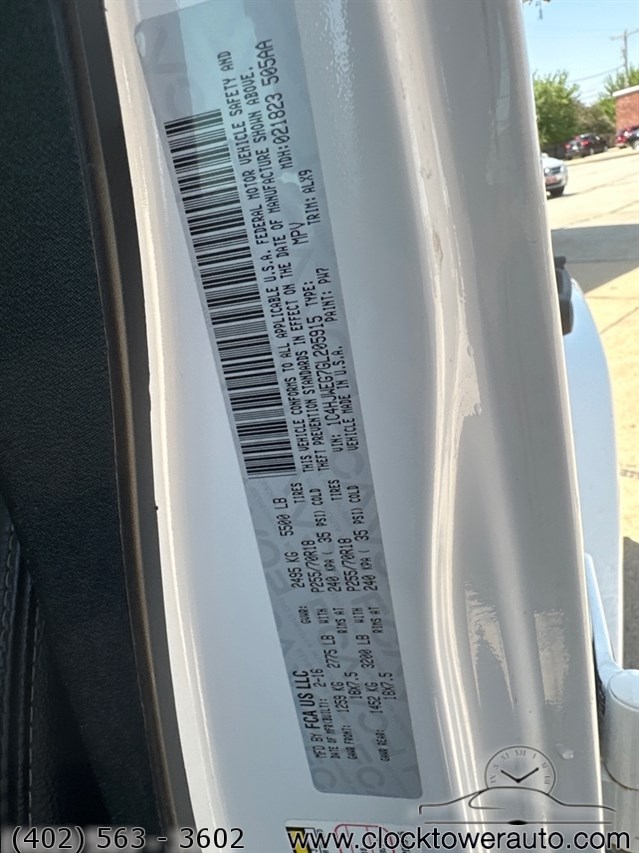 MFD BY FCA US LLC
DATE OF MFR/BUILT: 2-16 GVWR: 2495 KG 5500 LB
GAWR FRONT: 1259 KG 2775 LB WITH P255/70R18 TIRES
18X7.5 RIMS AT 240 KPA ( 35 PSI) COLD
GAWR REAR: 1452 KG 3200 LB WITH P255/70R18 TIRES
18X7.5 RIMS AT 240 KPA ( 35 PSI) COLD
THIS VEHICLE CONFORMS TO ALL APPLICABLE U.S.A. FEDERAL MOTOR VEHICLE SAFETY AND
THEFT PREVENTION STANDARDS IN EFFECT ON THE DATE OF MANUFACTURE SHOWN ABOVE.
VIN: 1C4HJWEG7GL205915 TYPE: MPV MDH:021823 505AA
VEHICLE MADE IN U.S.A. PAINT: PW7 TRIM: ALX9
(402) 563 - 3602 www.clocktowerauto.com